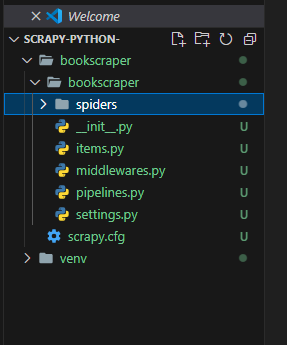 Welcome
SCRAPY-PYTHON-
bookscraper
bookscraper
spiders
__init__.py U
items.py U
middlewares.py U
pipelines.py U
settings.py U
scrapy.cfg U
venv